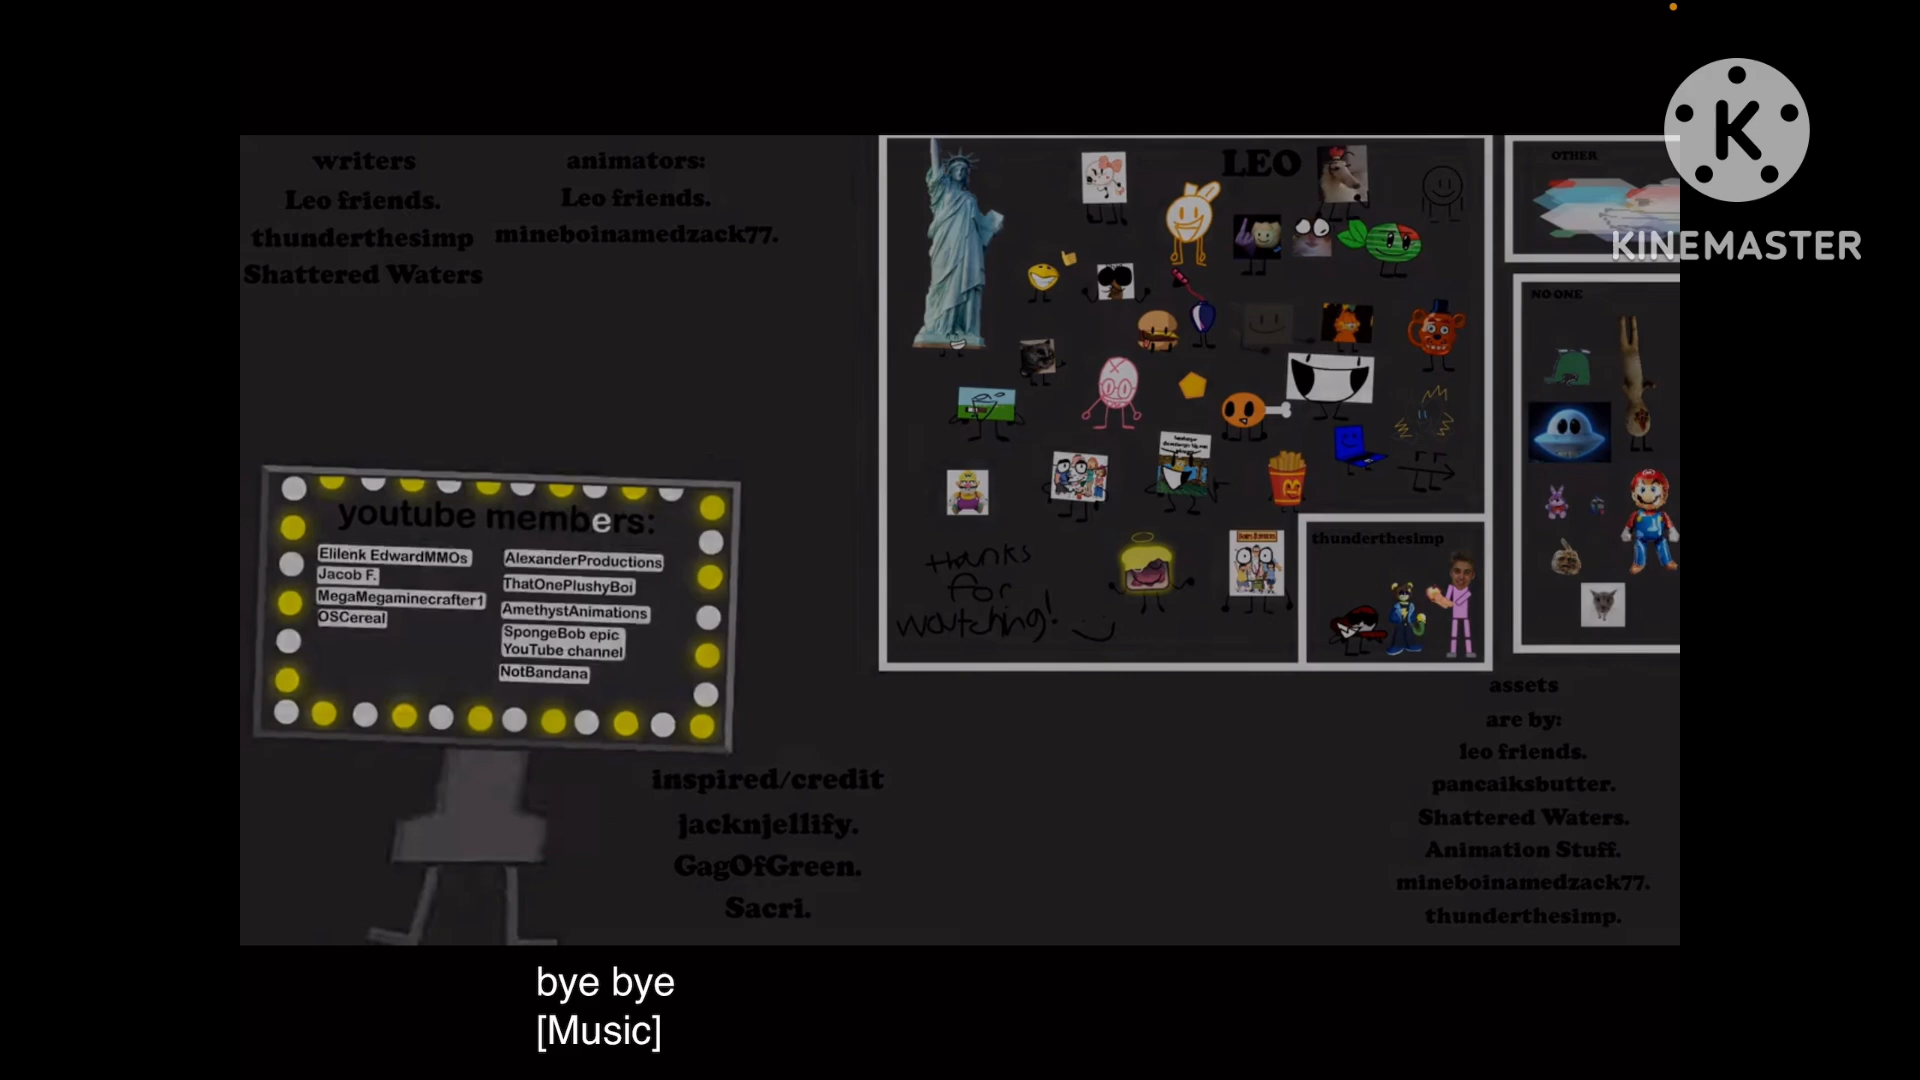 writers
Leo friends.
thunderthesimp
Shattered Waters
animators:
Leo friends.
mineboinamedzack77.
LEO
OTHER
K
KINEMASTER
NO ONE
thunderthesimp
thanks
for
watching!
youtube members:
Elilenk EdwardMMOs
Jacob F.
MegaMegaminecrafter1
OSCereal
AlexanderProductions
ThatOnePlushyBoi
AmethystAnimations
SpongeBob epic
YouTube channel
NotBandana
inspired/credit
jacknjellify.
GagOfGreen.
Sacri.
assets
are by:
leo friends.
pancaiksbutter.
Shattered Waters.
Animation Stuff.
mineboinamedzack77.
thunderthesimp.
bye bye
[Music]